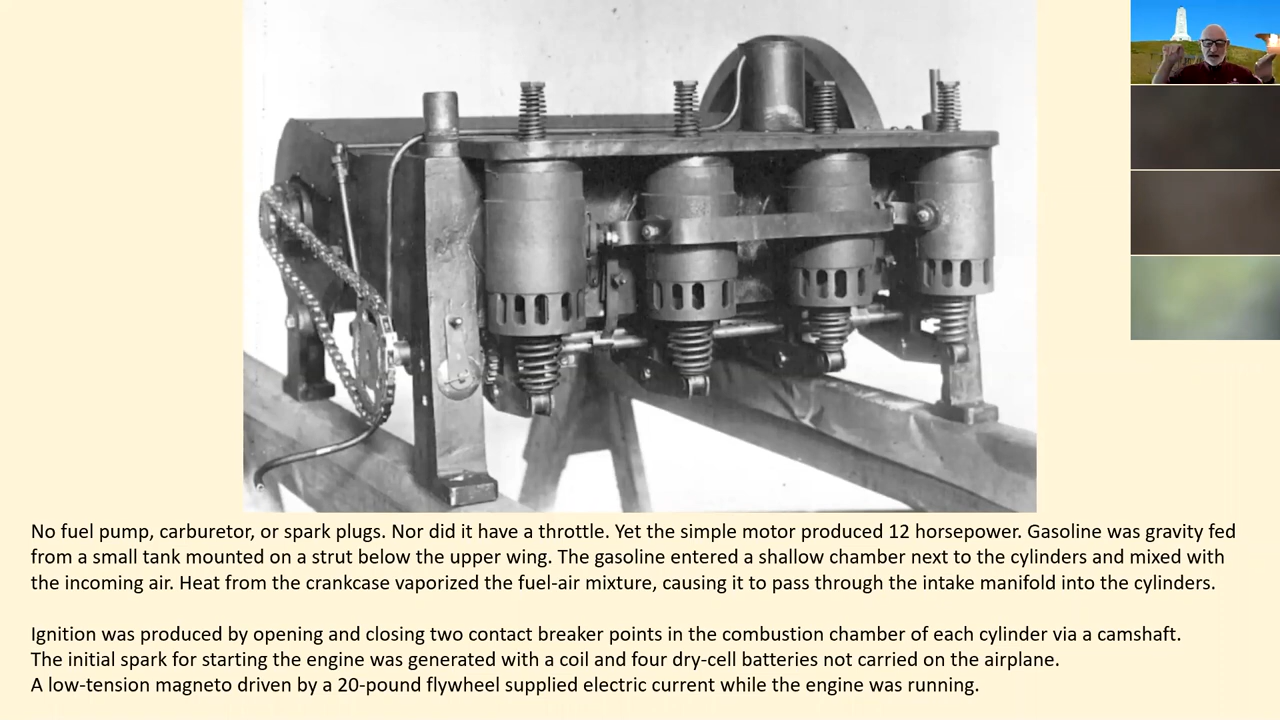 No fuel pump, carburetor, or spark plugs. Nor did it have a throttle. Yet the simple motor produced 12 horsepower. Gasoline was gravity fed
from a small tank mounted on a strut below the upper wing. The gasoline entered a shallow chamber next to the cylinders and mixed with
the incoming air. Heat from the crankcase vaporized the fuel-air mixture, causing it to pass through the intake manifold into the cylinders.
Ignition was produced by opening and closing two contact breaker points in the combustion chamber of each cylinder via a camshaft.
The initial spark for starting the engine was generated with a coil and four dry-cell batteries not carried on the airplane.
A low-tension magneto driven by a 20-pound flywheel supplied electric current while the engine was running.